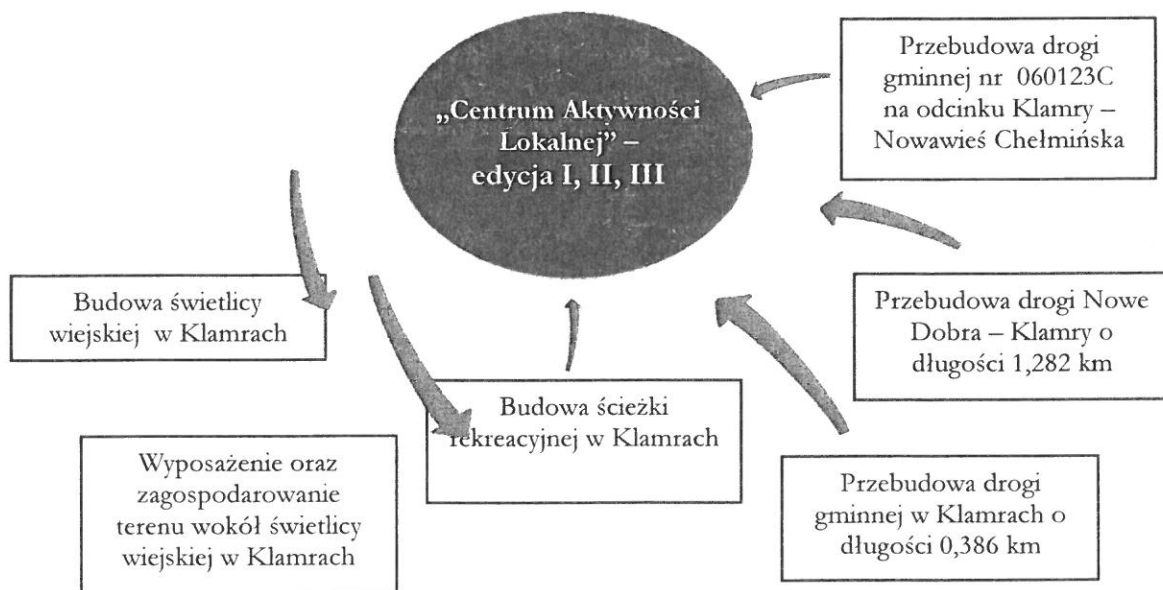 „Centrum Aktywności
Lokalnej” –
edycja I, II, III
Przebudowa drogi
gminnej nr 060123C
na odcinku Klamry –
Nowawieś Chełmińska
Budowa świetlicy
wiejskiej w Klamrach
Przebudowa drogi Nowe
Dobra – Klamry o
długości 1,282 km
Budowa ścieżki
rekreacyjnej w Klamrach
Wyposażenie oraz
zagospodarowanie
terenu wokół świetlicy
wiejskiej w Klamrach
Przebudowa drogi
gminnej w Klamrach o
długości 0,386 km